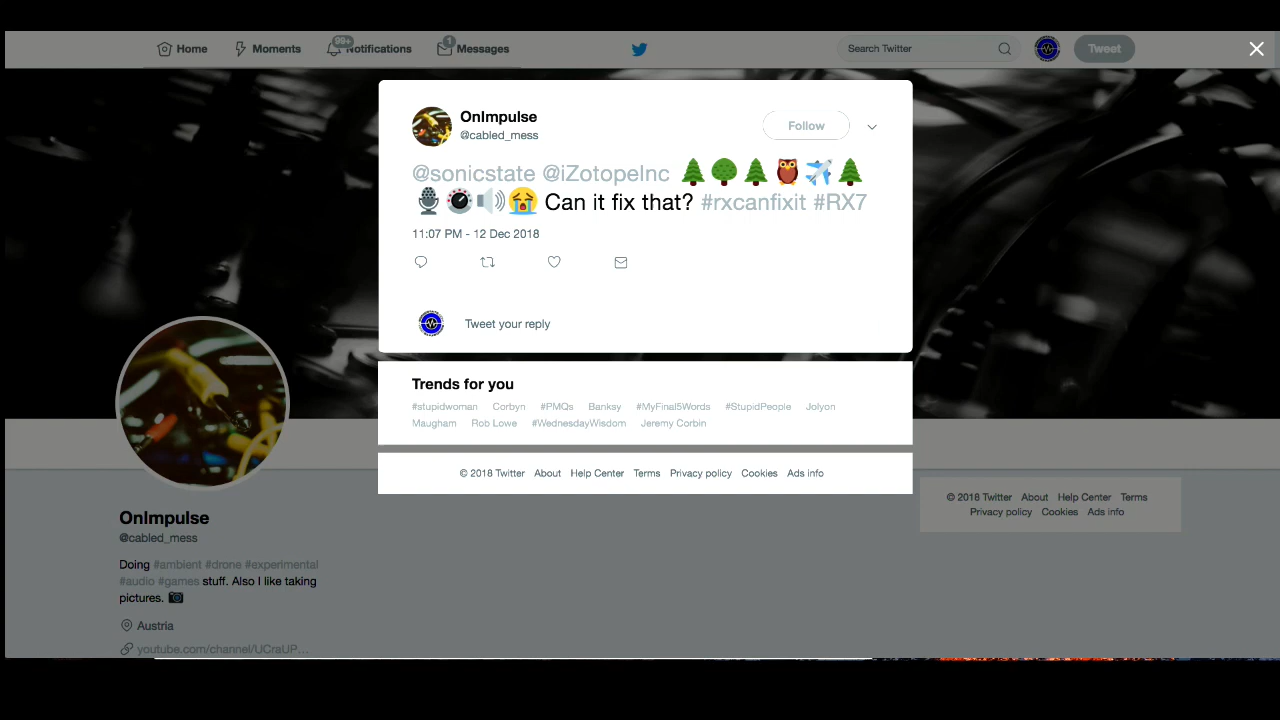 Home Moments 99+ Notifications 1 Messages Search Twitter Tweet
OnImpulse
@cabled_mess
Follow
@sonicstate @iZotopeInc 🌲🌳🌲🦉✈️🌲
🎙🎛🔊😭 Can it fix that? #rxcanfixit #RX7
11:07 PM - 12 Dec 2018
Tweet your reply
Trends for you
#stupidwoman Corbyn #PMQs Banksy #MyFinal5Words #StupidPeople Jolyon
Maugham Rob Lowe #WednesdayWisdom Jeremy Corbin
© 2018 Twitter About Help Center Terms Privacy policy Cookies Ads info
© 2018 Twitter About Help Center Terms
Privacy policy Cookies Ads info
OnImpulse
@cabled_mess
Doing #ambient #drone #experimental
#audio #games stuff. Also I like taking
pictures. 📷
Austria
youtube.com/channel/UCraUP...